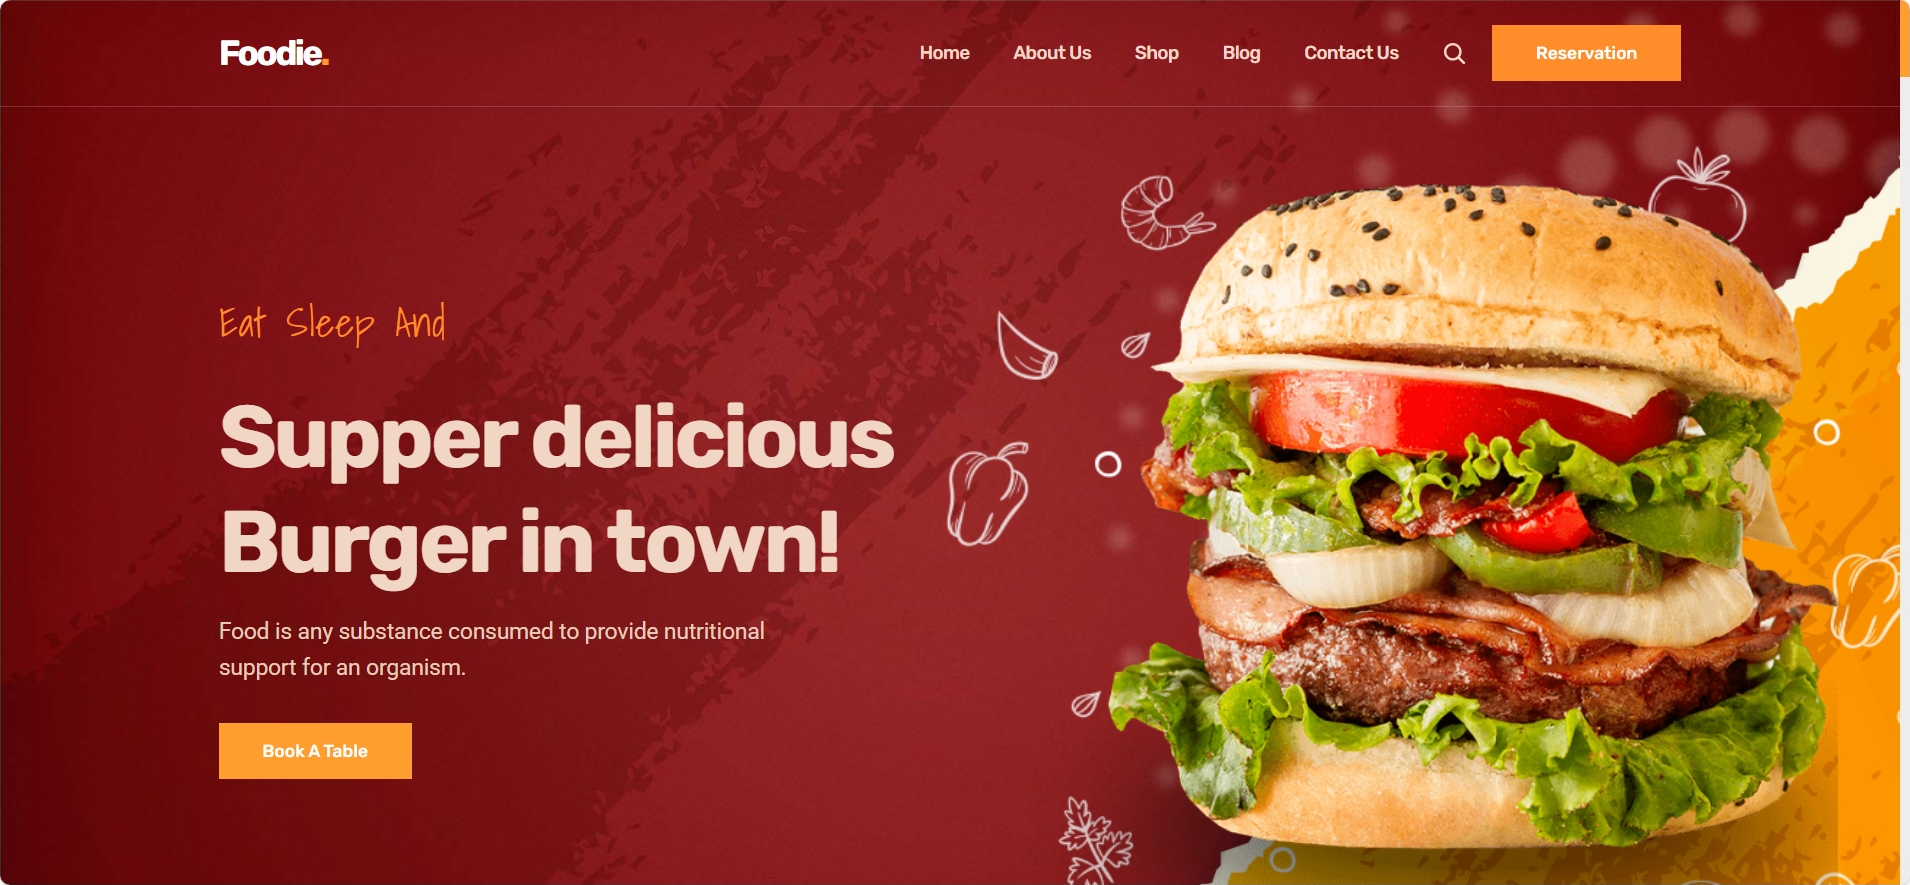 Foodie.
Home About Us Shop Blog Contact Us Reservation
Eat Sleep And
Supper delicious
Burger in town!
Food is any substance consumed to provide nutritional
support for an organism.
Book A Table